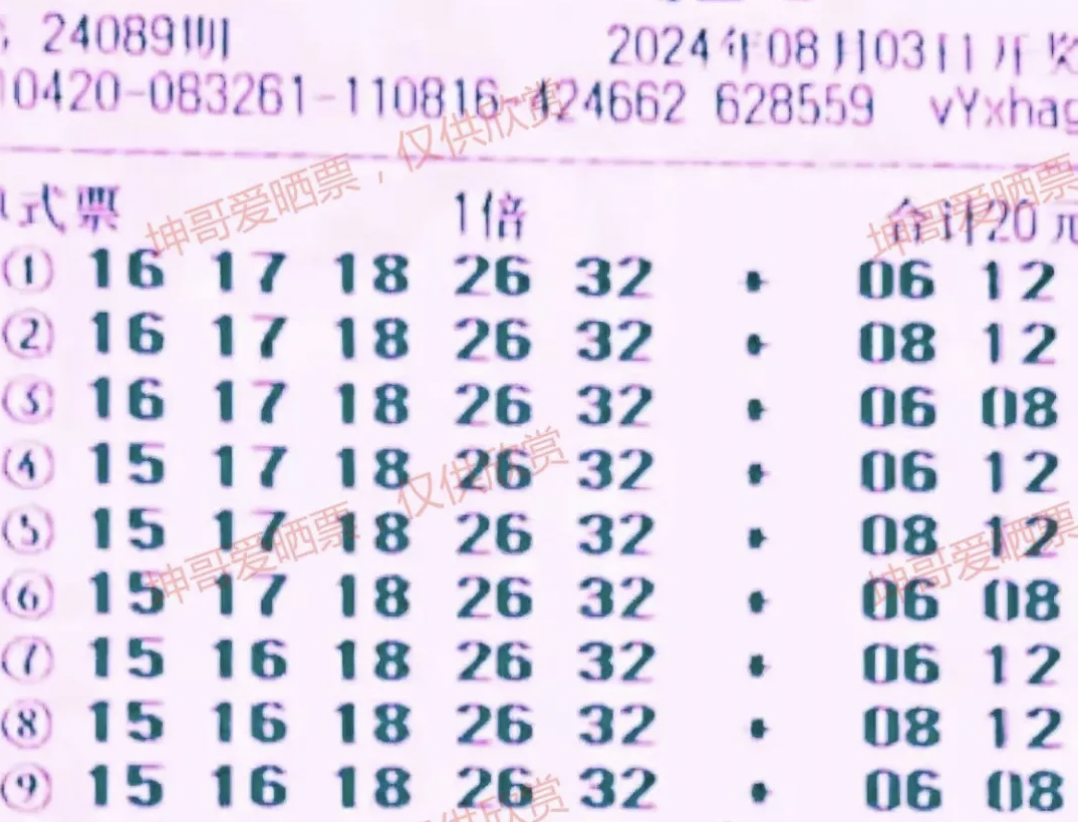 24089期
2024年08月03日开奖
10420-083261-110816-424662 628559 vYxhag
式票 1倍 合计20元
① 16 17 18 26 32 * 06 12
② 16 17 18 26 32 * 08 12
③ 16 17 18 26 32 * 06 08
④ 15 17 18 26 32 * 06 12
⑤ 15 17 18 26 32 * 08 12
⑥ 15 17 18 26 32 * 06 08
⑦ 15 16 18 26 32 * 06 12
⑧ 15 16 18 26 32 * 08 12
⑨ 15 16 18 26 32 * 06 08
坤哥爱晒票，仅供欣赏
坤哥爱晒票
坤哥爱晒票 仅供欣赏
坤哥爱晒票
仅供欣赏